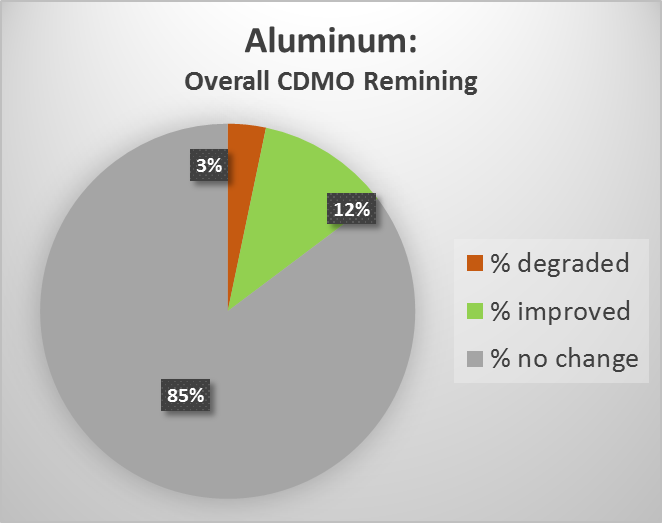 Aluminum:
Overall CDMO Remining
3%
12%
85%
% degraded
% improved
% no change